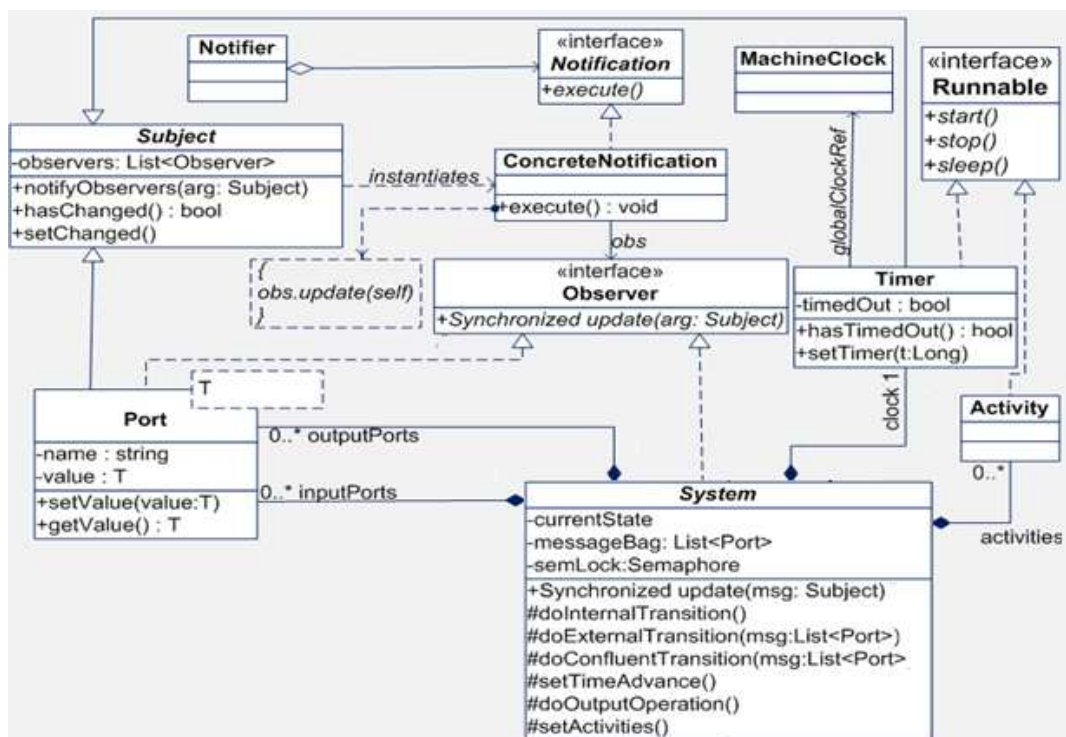 Notifier
«interface»
Notification
+execute()
MachineClock
«interface»
Runnable
+start()
+stop()
+sleep()
Subject
-observers: List<Observer>
+notifyObservers(arg: Subject)
+hasChanged() : bool
+setChanged()
instantiates
ConcreteNotification
+execute() : void
globalClockRef
obs
{
obs.update(self)
}
«interface»
Observer
+Synchronized update(arg: Subject)
Timer
-timedOut : bool
+hasTimedOut() : bool
+setTimer(t:Long)
T
Port
-name : string
-value : T
+setValue(value:T)
+getValue() : T
0..* outputPorts
0..* inputPorts
clock 1
Activity
0..*
activities
System
-currentState
-messageBag: List<Port>
-semLock:Semaphore
+Synchronized update(msg: Subject)
#doInternalTransition()
#doExternalTransition(msg:List<Port>)
#doConfluentTransition(msg:List<Port>
#setTimeAdvance()
#doOutputOperation()
#setActivities()